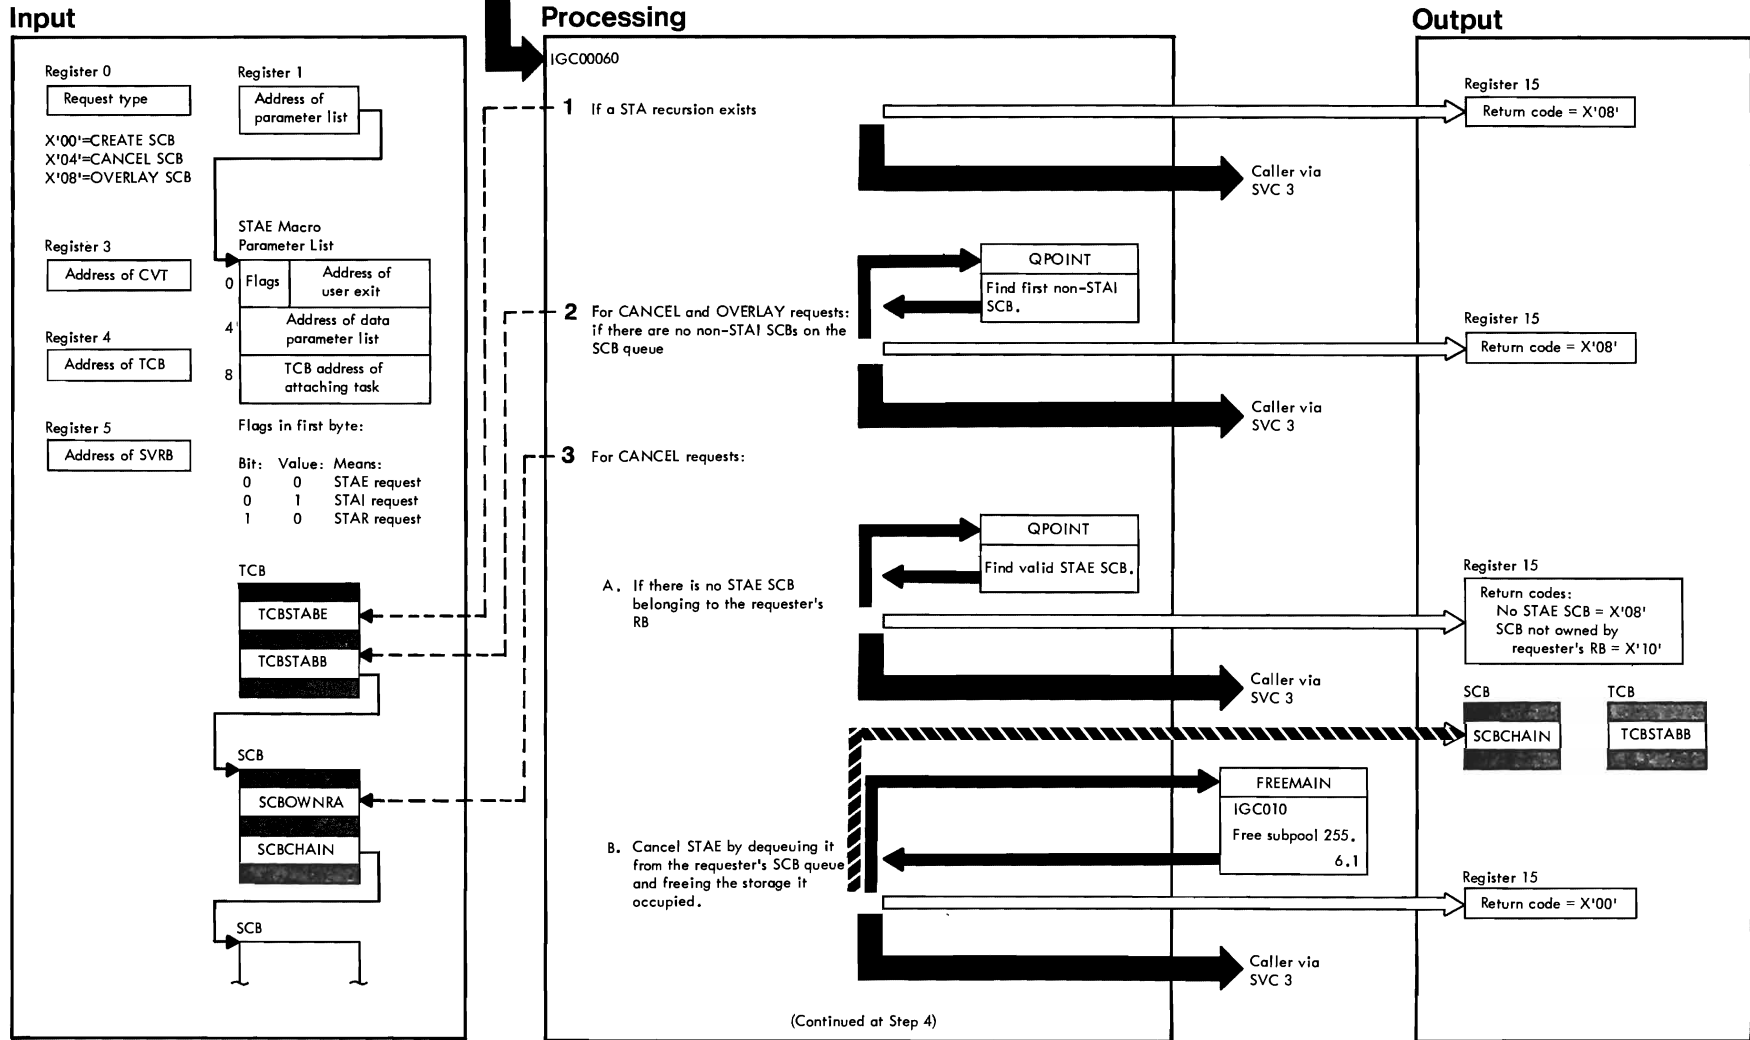 Input
Processing
Output
Register 0
Request type
X'00'=CREATE SCB
X'04'=CANCEL SCB
X'08'=OVERLAY SCB
Register 1
Address of
parameter list
Register 3
Address of CVT
Register 4
Address of TCB
Register 5
Address of SVRB
STAE Macro
Parameter List
0 Flags Address of
user exit
4 Address of data
parameter list
8 TCB address of
attaching task
Flags in first byte:
Bit: Value: Means:
0 0 STAE request
0 1 STAI request
1 0 STAR request
TCB
TCBSTABE
TCBSTABB
SCB
SCBOWNRA
SCBCHAIN
SCB
IGC00060
1 If a STA recursion exists
Caller via
SVC 3
QPOINT
Find first non-STAI
SCB.
2 For CANCEL and OVERLAY requests:
if there are no non-STAI SCBs on the
SCB queue
Caller via
SVC 3
3 For CANCEL requests:
QPOINT
Find valid STAE SCB.
A. If there is no STAE SCB
belonging to the requester's
RB
Caller via
SVC 3
FREEMAIN
IGC010
Free subpool 255.
6.1
B. Cancel STAE by dequeuing it
from the requester's SCB queue
and freeing the storage it
occupied.
Caller via
SVC 3
(Continued at Step 4)
Register 15
Return code = X'08'
Register 15
Return code = X'08'
Register 15
Return codes:
No STAE SCB = X'08'
SCB not owned by
requester's RB = X'10'
SCB
SCBCHAIN
TCB
TCBSTABB
Register 15
Return code = X'00'